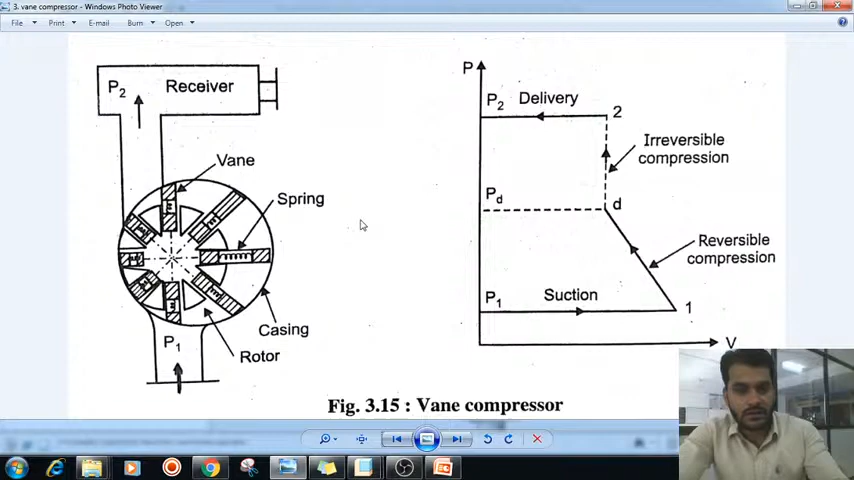 3. vane compressor - Windows Photo Viewer
File Print E-mail Burn Open
P2 Receiver
Vane
Spring
Casing
Rotor
P1
P
P2 Delivery 2
Irreversible
compression
Pd d
Reversible
compression
P1 Suction 1
V
Fig. 3.15 : Vane compressor